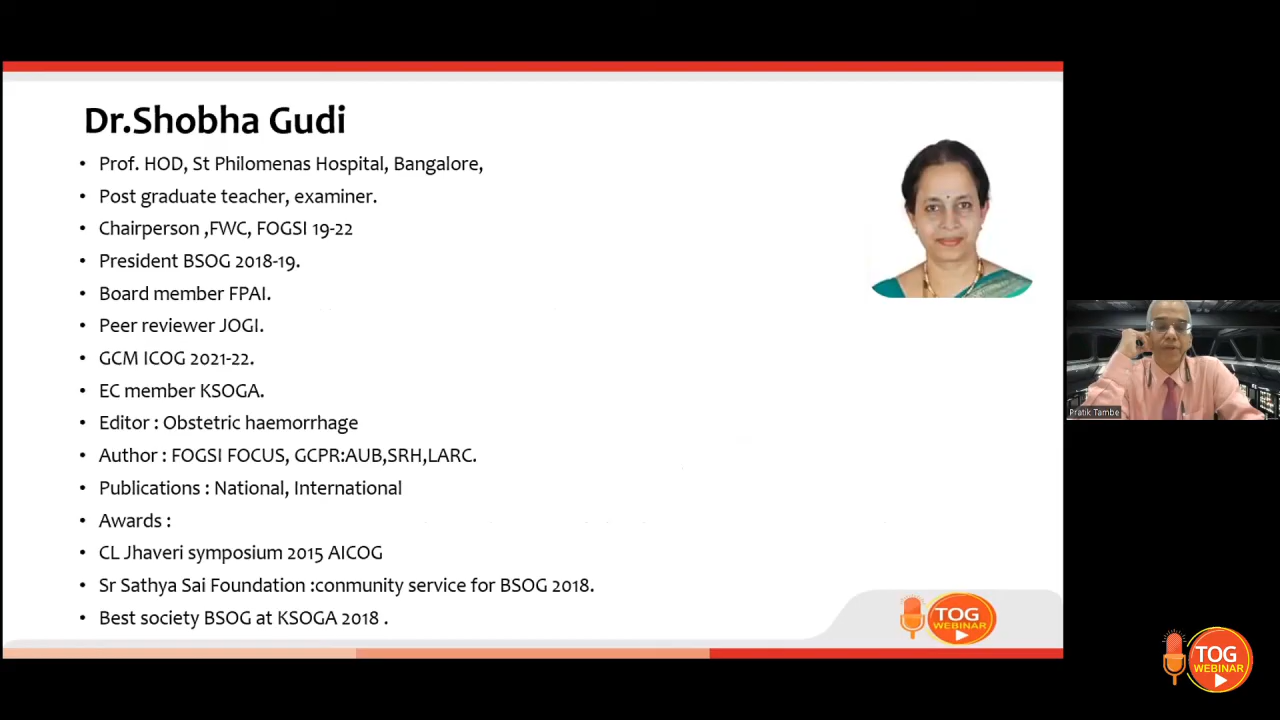 Dr.Shobha Gudi
• Prof. HOD, St Philomenas Hospital, Bangalore,
• Post graduate teacher, examiner.
• Chairperson ,FWC, FOGSI 19-22
• President BSOG 2018-19.
• Board member FPAI.
• Peer reviewer JOGI.
• GCM ICOG 2021-22.
• EC member KSOGA.
• Editor : Obstetric haemorrhage
• Author : FOGSI FOCUS, GCPR:AUB,SRH,LARC.
• Publications : National, International
• Awards :
• CL Jhaveri symposium 2015 AICOG
• Sr Sathya Sai Foundation :conmunity service for BSOG 2018.
• Best society BSOG at KSOGA 2018 .
TOG
WEBINAR
Pratik Tambe
TOG
WEBINAR